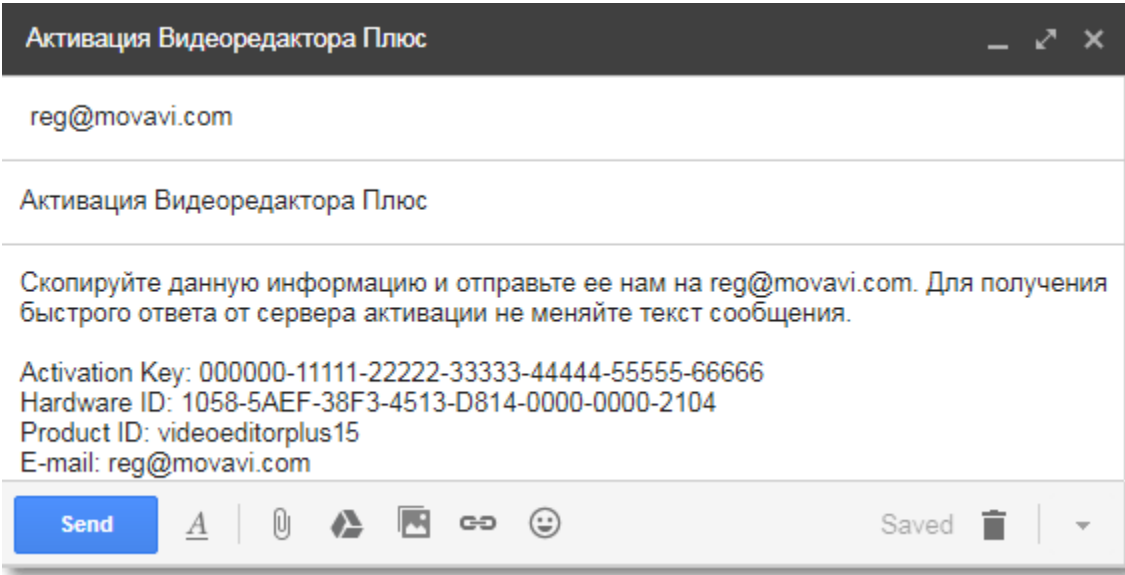 Активация Видеоредактора Плюс
reg@movavi.com
Активация Видеоредактора Плюс
Скопируйте данную информацию и отправьте ее нам на reg@movavi.com. Для получения
быстрого ответа от сервера активации не меняйте текст сообщения.
Activation Key: 000000-11111-22222-33333-44444-55555-66666
Hardware ID: 1058-5AEF-38F3-4513-D814-0000-0000-2104
Product ID: videoeditorplus15
E-mail: reg@movavi.com
Send A Saved